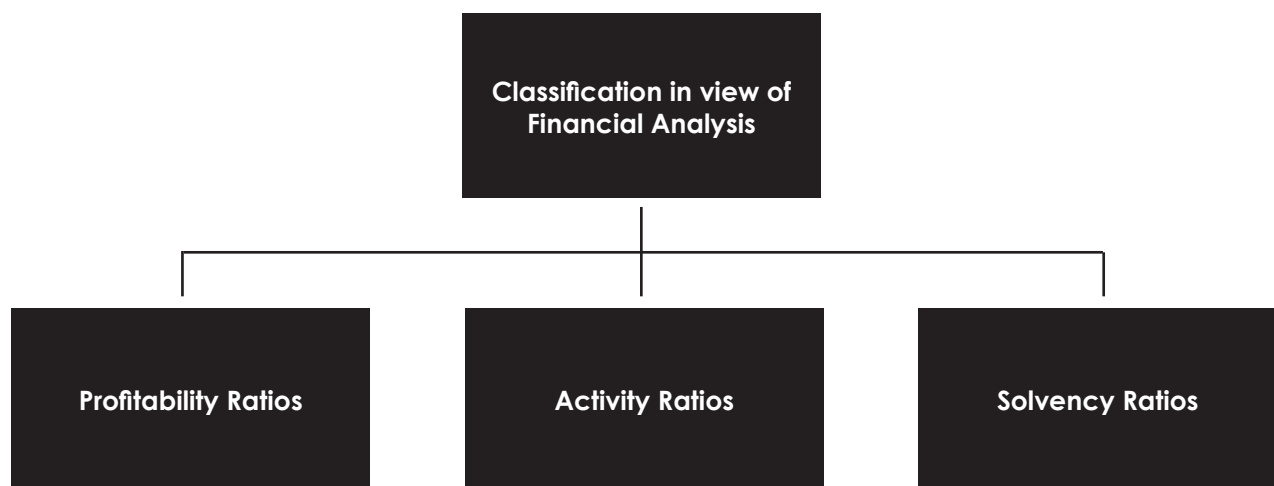 Classification in view of
Financial Analysis
Profitability Ratios
Activity Ratios
Solvency Ratios